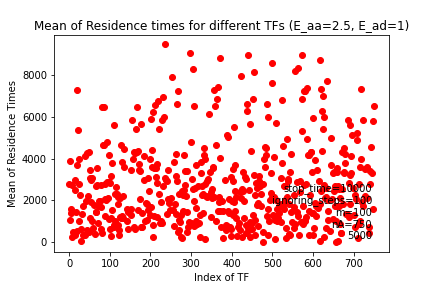 Mean of Residence times for different TFs (E_aa=2.5, E_ad=1)
Mean of Residence Times
8000
6000
4000
2000
0
stop_time=10000
ignoring_steps=100
m=100
nA=750
5000
0 100 200 300 400 500 600 700
Index of TF